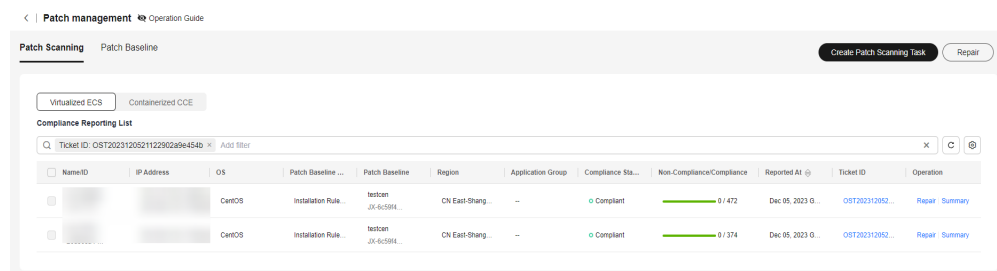 Patch management Operation Guide
Patch Scanning Patch Baseline
Create Patch Scanning Task Repair
Virtualized ECS Containerized CCE
Compliance Reporting List
Ticket ID: OST2023120521122902a9e454b × Add filter
Name/ID IP Address OS Patch Baseline ... Patch Baseline Region Application Group Compliance Sta... Non-Compliance/Compliance Reported At Ticket ID Operation
CentOS Installation Rule... testcen JX-6c59f4... CN East-Shang... -- Compliant 0 / 472 Dec 05, 2023 G... OST202312052... Repair Summary
CentOS Installation Rule... testcen JX-6c59f4... CN East-Shang... -- Compliant 0 / 374 Dec 05, 2023 G... OST202312052... Repair Summary